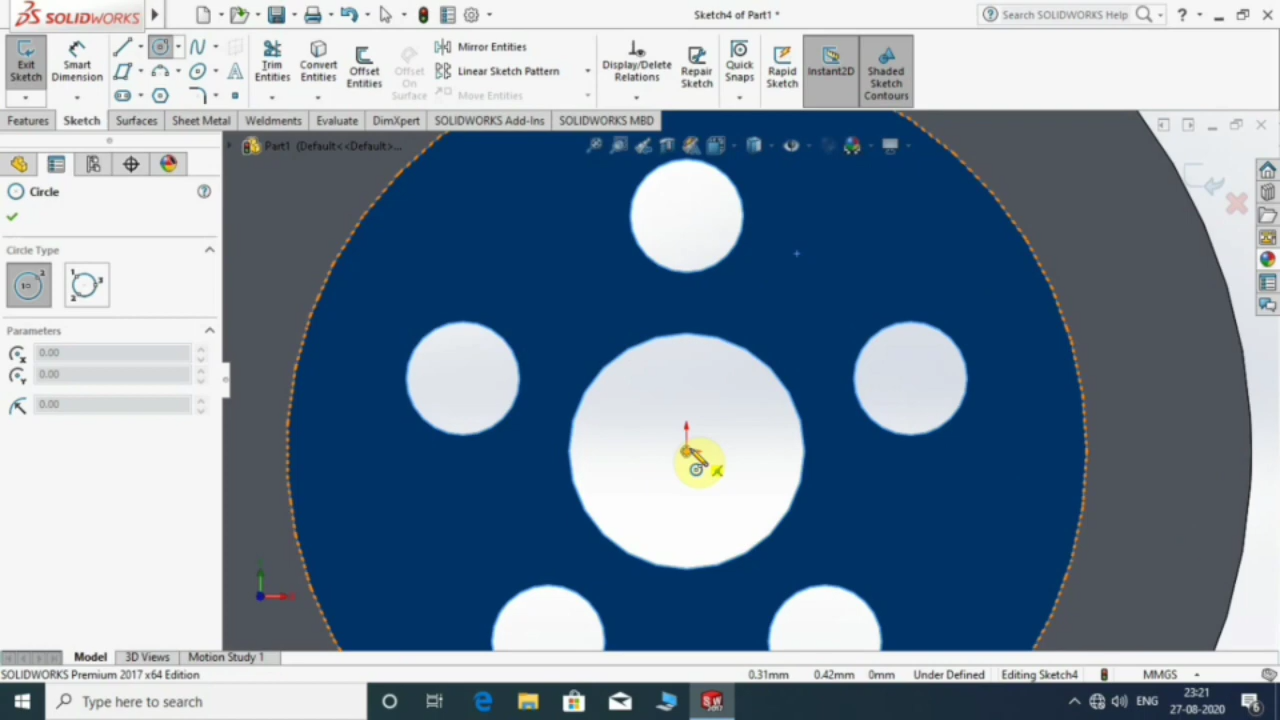 SOLIDWORKS
Sketch4 of Part1 *
Search SOLIDWORKS Help
?
Exit Sketch
Smart Dimension
Trim Entities
Convert Entities
Offset Entities
Offset On Surface
Mirror Entities
Linear Sketch Pattern
Move Entities
Display/Delete Relations
Repair Sketch
Quick Snaps
Rapid Sketch
Instant2D
Shaded Sketch Contours
Features
Sketch
Surfaces
Sheet Metal
Weldments
Evaluate
DimXpert
SOLIDWORKS Add-Ins
SOLIDWORKS MBD
Part1 (Default<<Default>...
Circle
?
Circle Type
Parameters
0.00
0.00
0.00
Model
3D Views
Motion Study 1
SOLIDWORKS Premium 2017 x64 Edition
0.31mm
0.42mm
0mm
Under Defined
Editing Sketch4
MMGS
Type here to search
ENG
23:21
27-08-2020